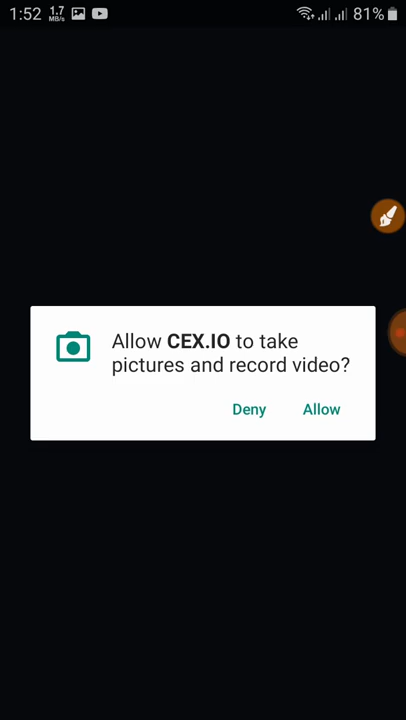 1:52 1.7 MB/s 81%
Allow CEX.IO to take
pictures and record video?
Deny Allow